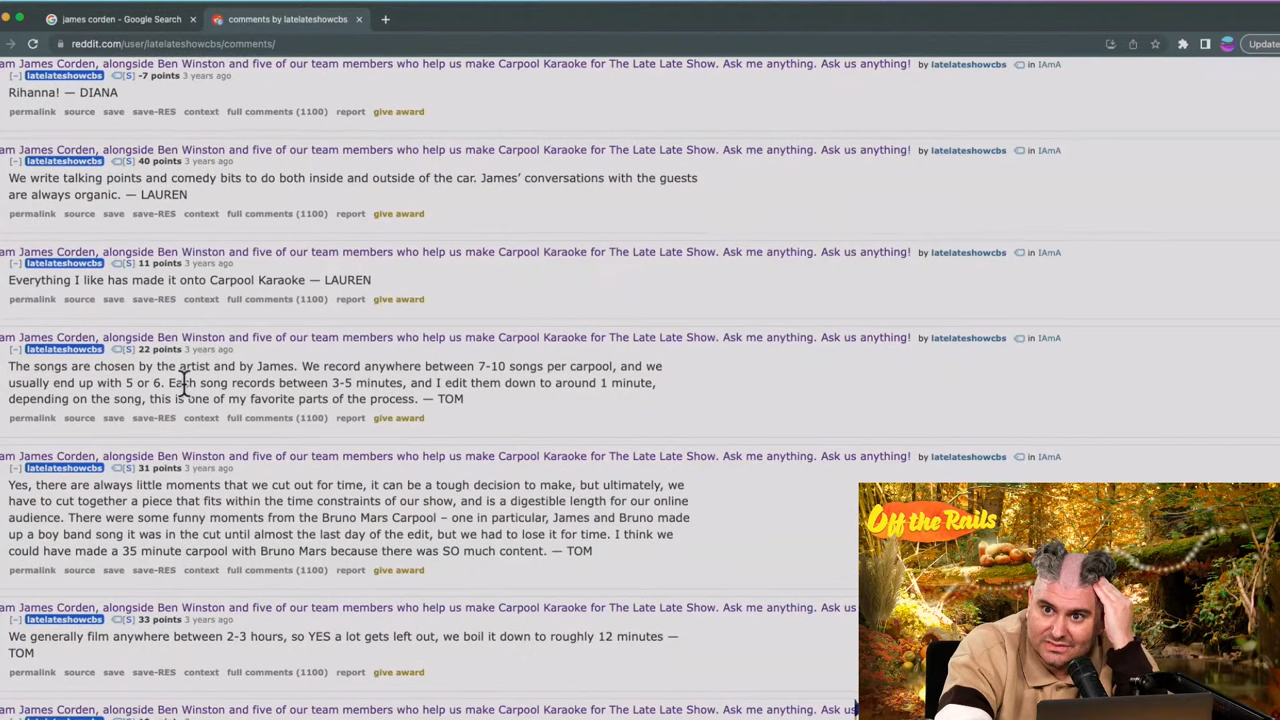 james corden - Google Search
comments by latelateshowcbs
reddit.com/user/latelateshowcbs/comments/
Update
am James Corden, alongside Ben Winston and five of our team members who help us make Carpool Karaoke for The Late Late Show. Ask me anything. Ask us anything! by latelateshowcbs in IAmA
[–] latelateshowcbs [S] -7 points 3 years ago
Rihanna! — DIANA
permalink source save save-RES context full comments (1100) report give award
am James Corden, alongside Ben Winston and five of our team members who help us make Carpool Karaoke for The Late Late Show. Ask me anything. Ask us anything! by latelateshowcbs in IAmA
[–] latelateshowcbs [S] 40 points 3 years ago
We write talking points and comedy bits to do both inside and outside of the car. James' conversations with the guests
are always organic. — LAUREN
permalink source save save-RES context full comments (1100) report give award
am James Corden, alongside Ben Winston and five of our team members who help us make Carpool Karaoke for The Late Late Show. Ask me anything. Ask us anything! by latelateshowcbs in IAmA
[–] latelateshowcbs [S] 11 points 3 years ago
Everything I like has made it onto Carpool Karaoke — LAUREN
permalink source save save-RES context full comments (1100) report give award
am James Corden, alongside Ben Winston and five of our team members who help us make Carpool Karaoke for The Late Late Show. Ask me anything. Ask us anything! by latelateshowcbs in IAmA
[–] latelateshowcbs [S] 22 points 3 years ago
The songs are chosen by the artist and by James. We record anywhere between 7-10 songs per carpool, and we
usually end up with 5 or 6. Each song records between 3-5 minutes, and I edit them down to around 1 minute,
depending on the song, this is one of my favorite parts of the process. — TOM
permalink source save save-RES context full comments (1100) report give award
am James Corden, alongside Ben Winston and five of our team members who help us make Carpool Karaoke for The Late Late Show. Ask me anything. Ask us anything! by latelateshowcbs in IAmA
[–] latelateshowcbs [S] 31 points 3 years ago
Yes, there are always little moments that we cut out for time, it can be a tough decision to make, but ultimately, we
have to cut together a piece that fits within the time constraints of our show, and is a digestible length for our online
audience. There were some funny moments from the Bruno Mars Carpool – one in particular, James and Bruno made
up a boy band song it was in the cut until almost the last day of the edit, but we had to lose it for time. I think we
could have made a 35 minute carpool with Bruno Mars because there was SO much content. — TOM
permalink source save save-RES context full comments (1100) report give award
am James Corden, alongside Ben Winston and five of our team members who help us make Carpool Karaoke for The Late Late Show. Ask me anything. Ask us
[–] latelateshowcbs [S] 33 points 3 years ago
We generally film anywhere between 2-3 hours, so YES a lot gets left out, we boil it down to roughly 12 minutes —
TOM
permalink source save save-RES context full comments (1100) report give award
am James Corden, alongside Ben Winston and five of our team members who help us make Carpool Karaoke for The Late Late Show. Ask me anything. Ask us
Off the Rails